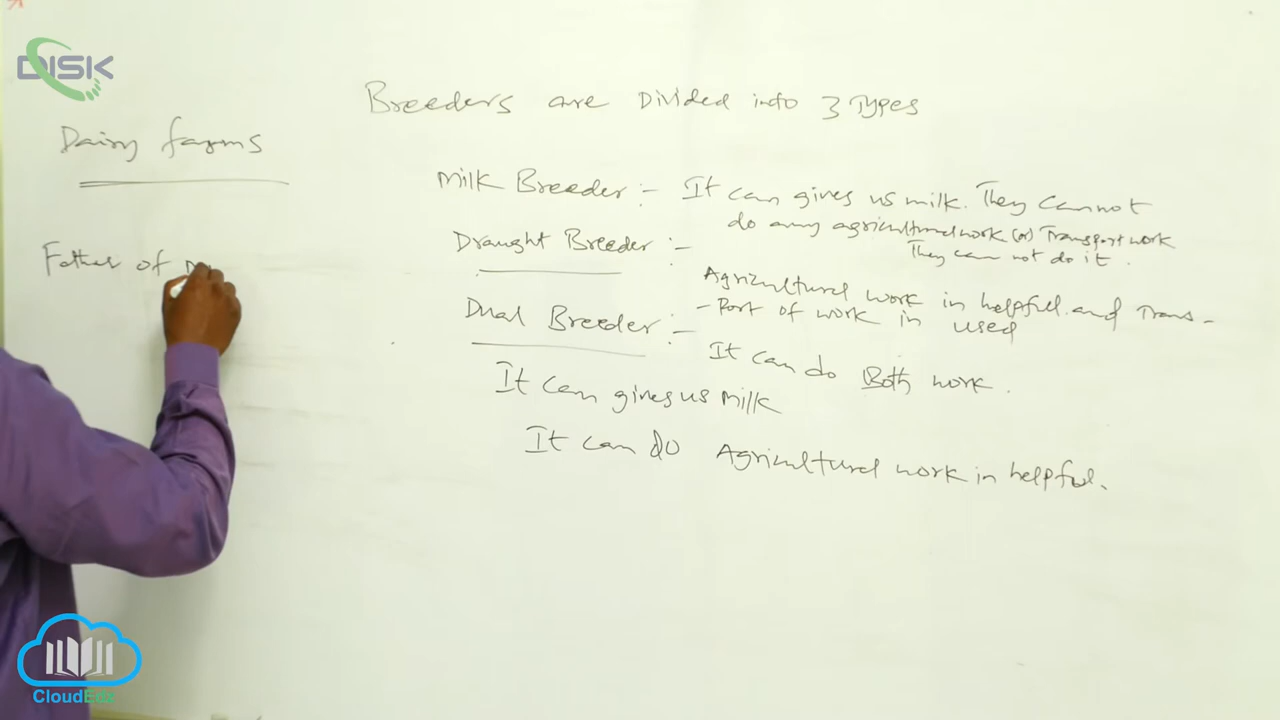 DISK
Breeders are Divided into 3 Types
Dairy farms
Milk Breeder :- It can gives us milk. They cannot
do any agricultural work (or) Transport work
They can not do it.
Draught Breeder :-
Agricultural work in helpfull. and Trans-
-Port of work in used
Dual Breeder :-
It can do Both work.
It can gives us milk
It can do Agricultural work in helpful.
Father of
CloudEdz